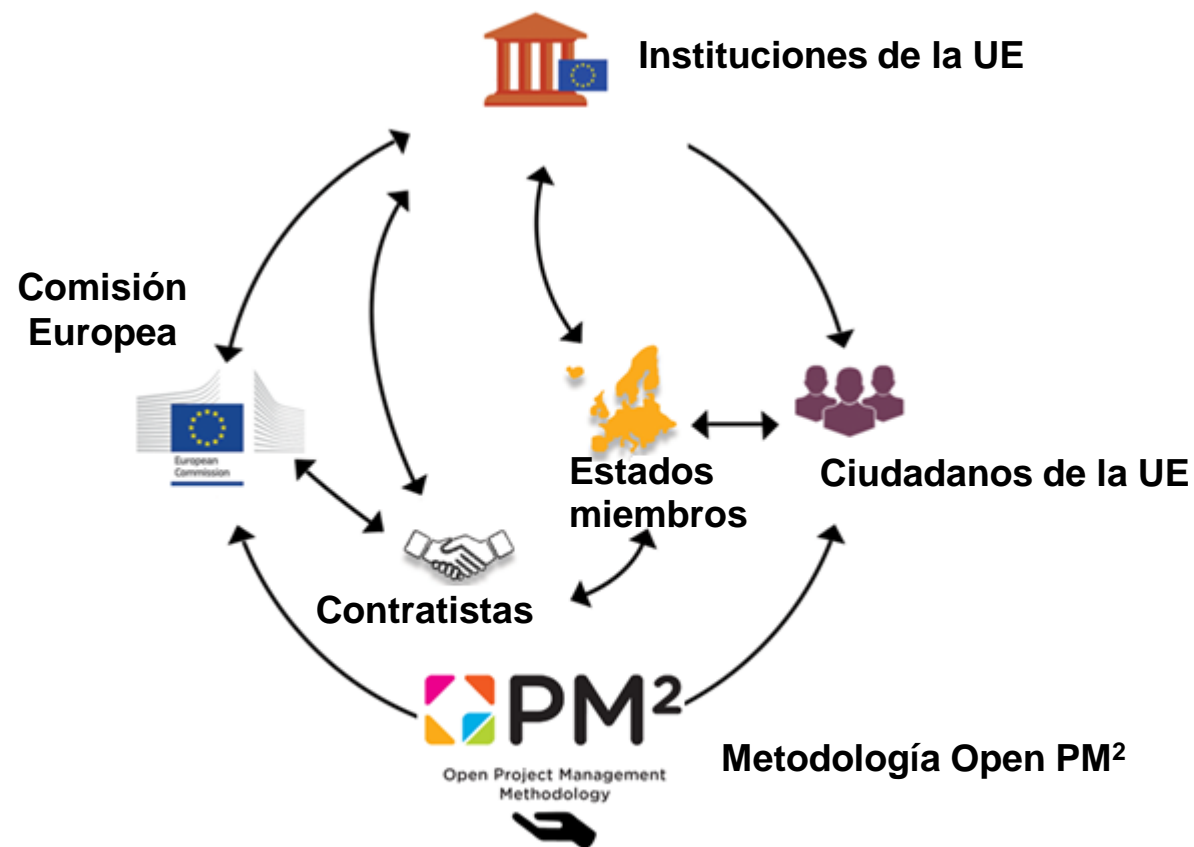 Instituciones de la UE
Comisión
Europea
European
Commission
Estados
miembros
Ciudadanos de la UE
Contratistas
PM²
Open Project Management
Methodology
Metodología Open PM²